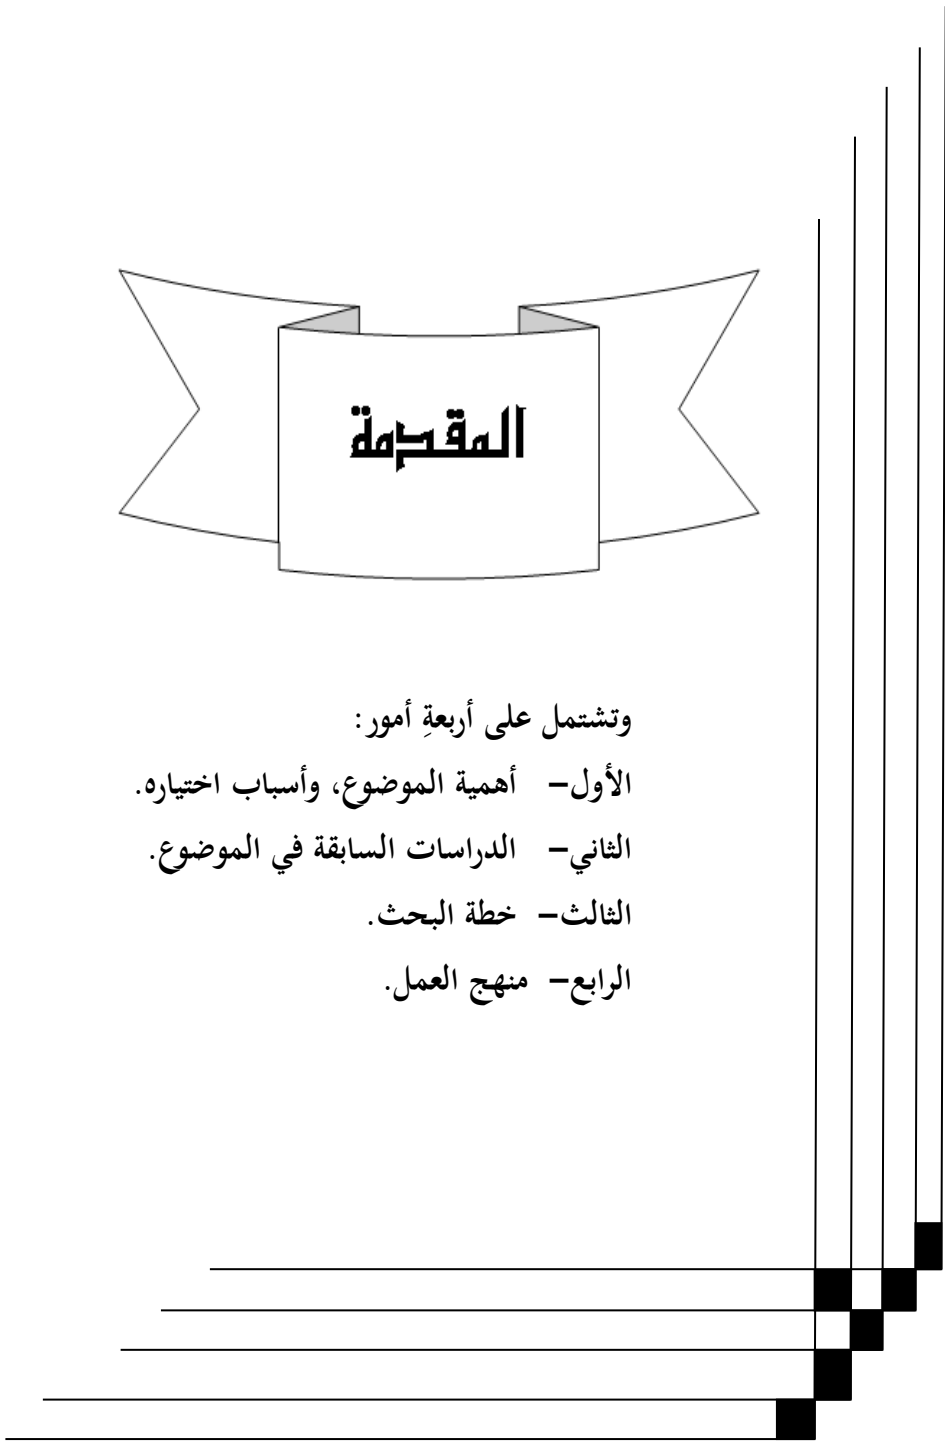 المقدمة
وتشتمل على أربعةِ أمور:
الأول– أهمية الموضوع، وأسباب اختياره.
الثاني– الدراسات السابقة في الموضوع.
الثالث– خطة البحث.
الرابع– منهج العمل.